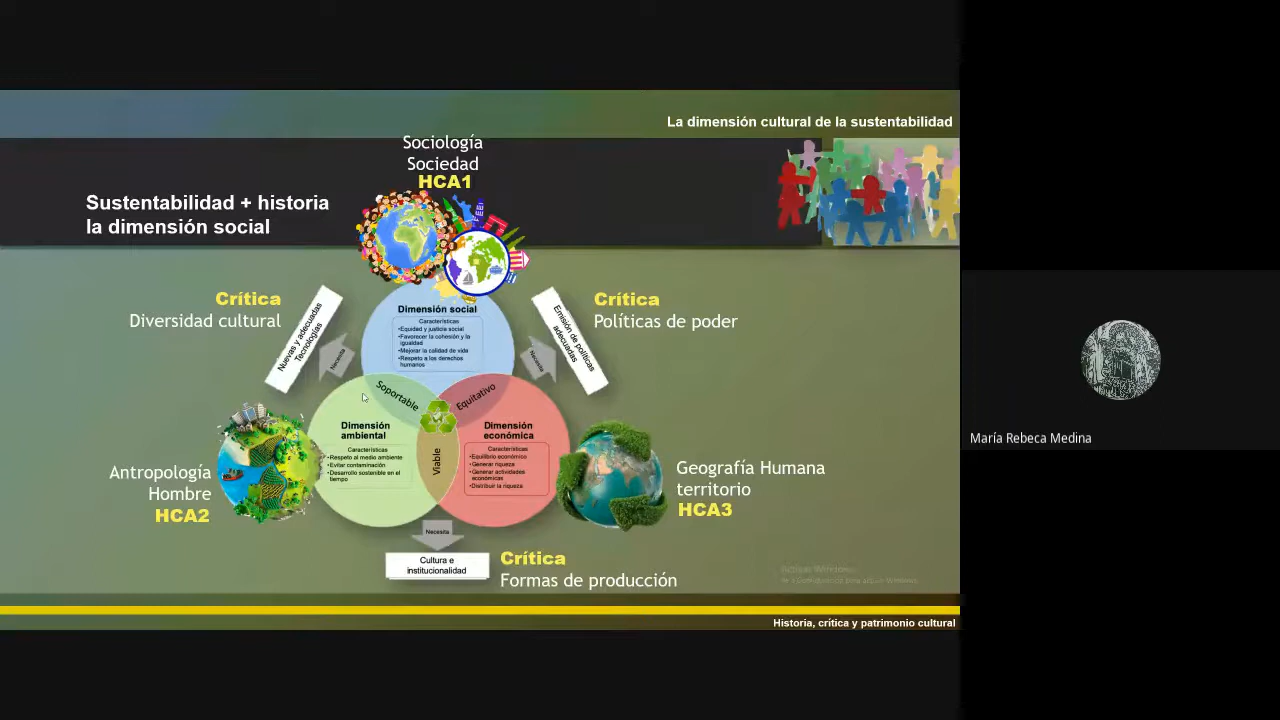 La dimensión cultural de la sustentabilidad
Sociología
Sociedad
HCA1
Sustentabilidad + historia
la dimensión social
Crítica
Diversidad cultural
Nuevas y adecuadas
Tecnologías
Necesita
Dimensión social
Características
•Equidad y justicia social
•Favorecer la cohesión y la
igualdad
•Mejorar la calidad de vida
•Respeto a los derechos
humanos
Necesita
Emisión de políticas
adecuadas
Crítica
Políticas de poder
Soportable
Equitativo
Viable
Dimensión
ambiental
Características
•Respeto al medio ambiente
•Evitar contaminación
•Desarrollo sostenible en el
tiempo
Dimensión
económica
Características
•Equilibrio económico
•Generar riqueza
•Generar actividades
económicas
•Distribuir la riqueza
Antropología
Hombre
HCA2
Geografía Humana
territorio
HCA3
Necesita
Cultura e
institucionalidad
Crítica
Formas de producción
Historia, crítica y patrimonio cultural
María Rebeca Medina